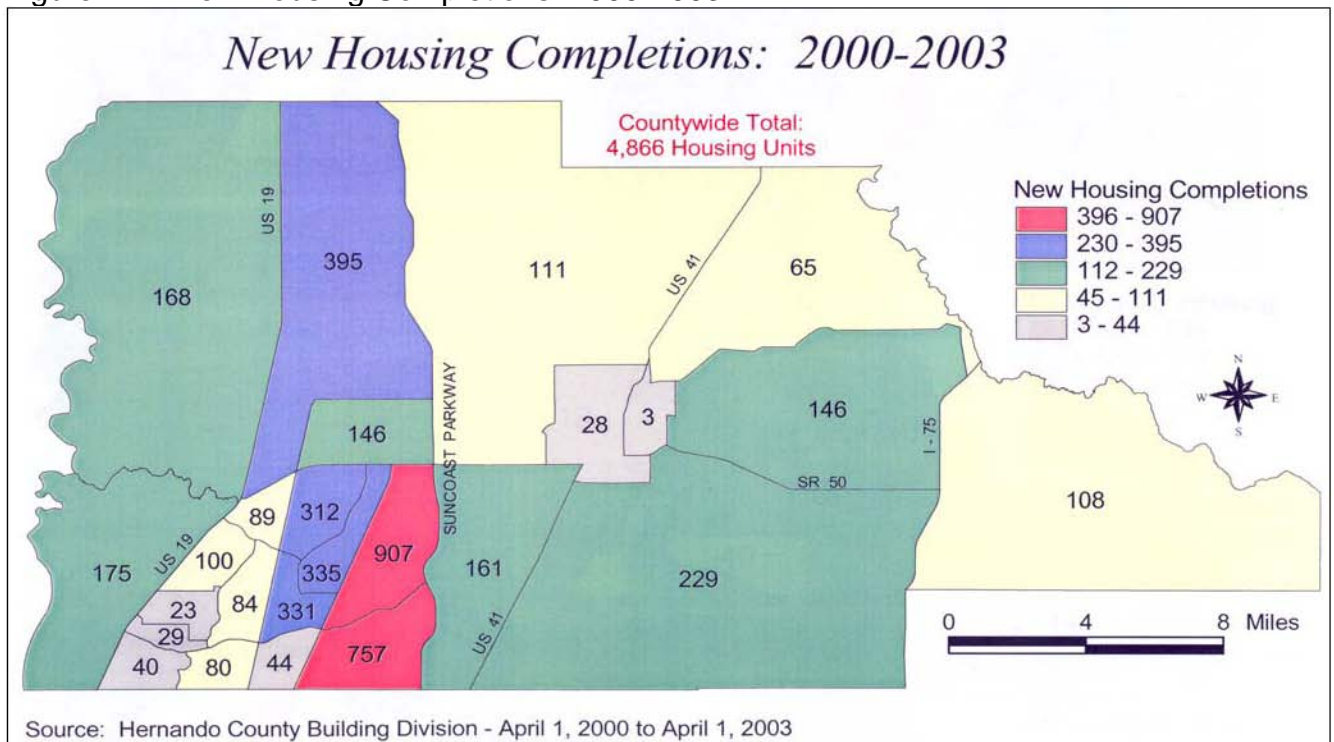 New Housing Completions: 2000-2003
Countywide Total:
4,866 Housing Units
New Housing Completions
396 - 907
230 - 395
112 - 229
45 - 111
3 - 44
US 19
395
111
US 41
65
168
N
W E
S
146
28
3
146
I - 75
SUNCOAST PARKWAY
SR 50
108
89
312
907
175
US 19
100
335
161
229
23
84
331
29
US 41
40
80
44
757
0 4 8 Miles
Source: Hernando County Building Division - April 1, 2000 to April 1, 2003